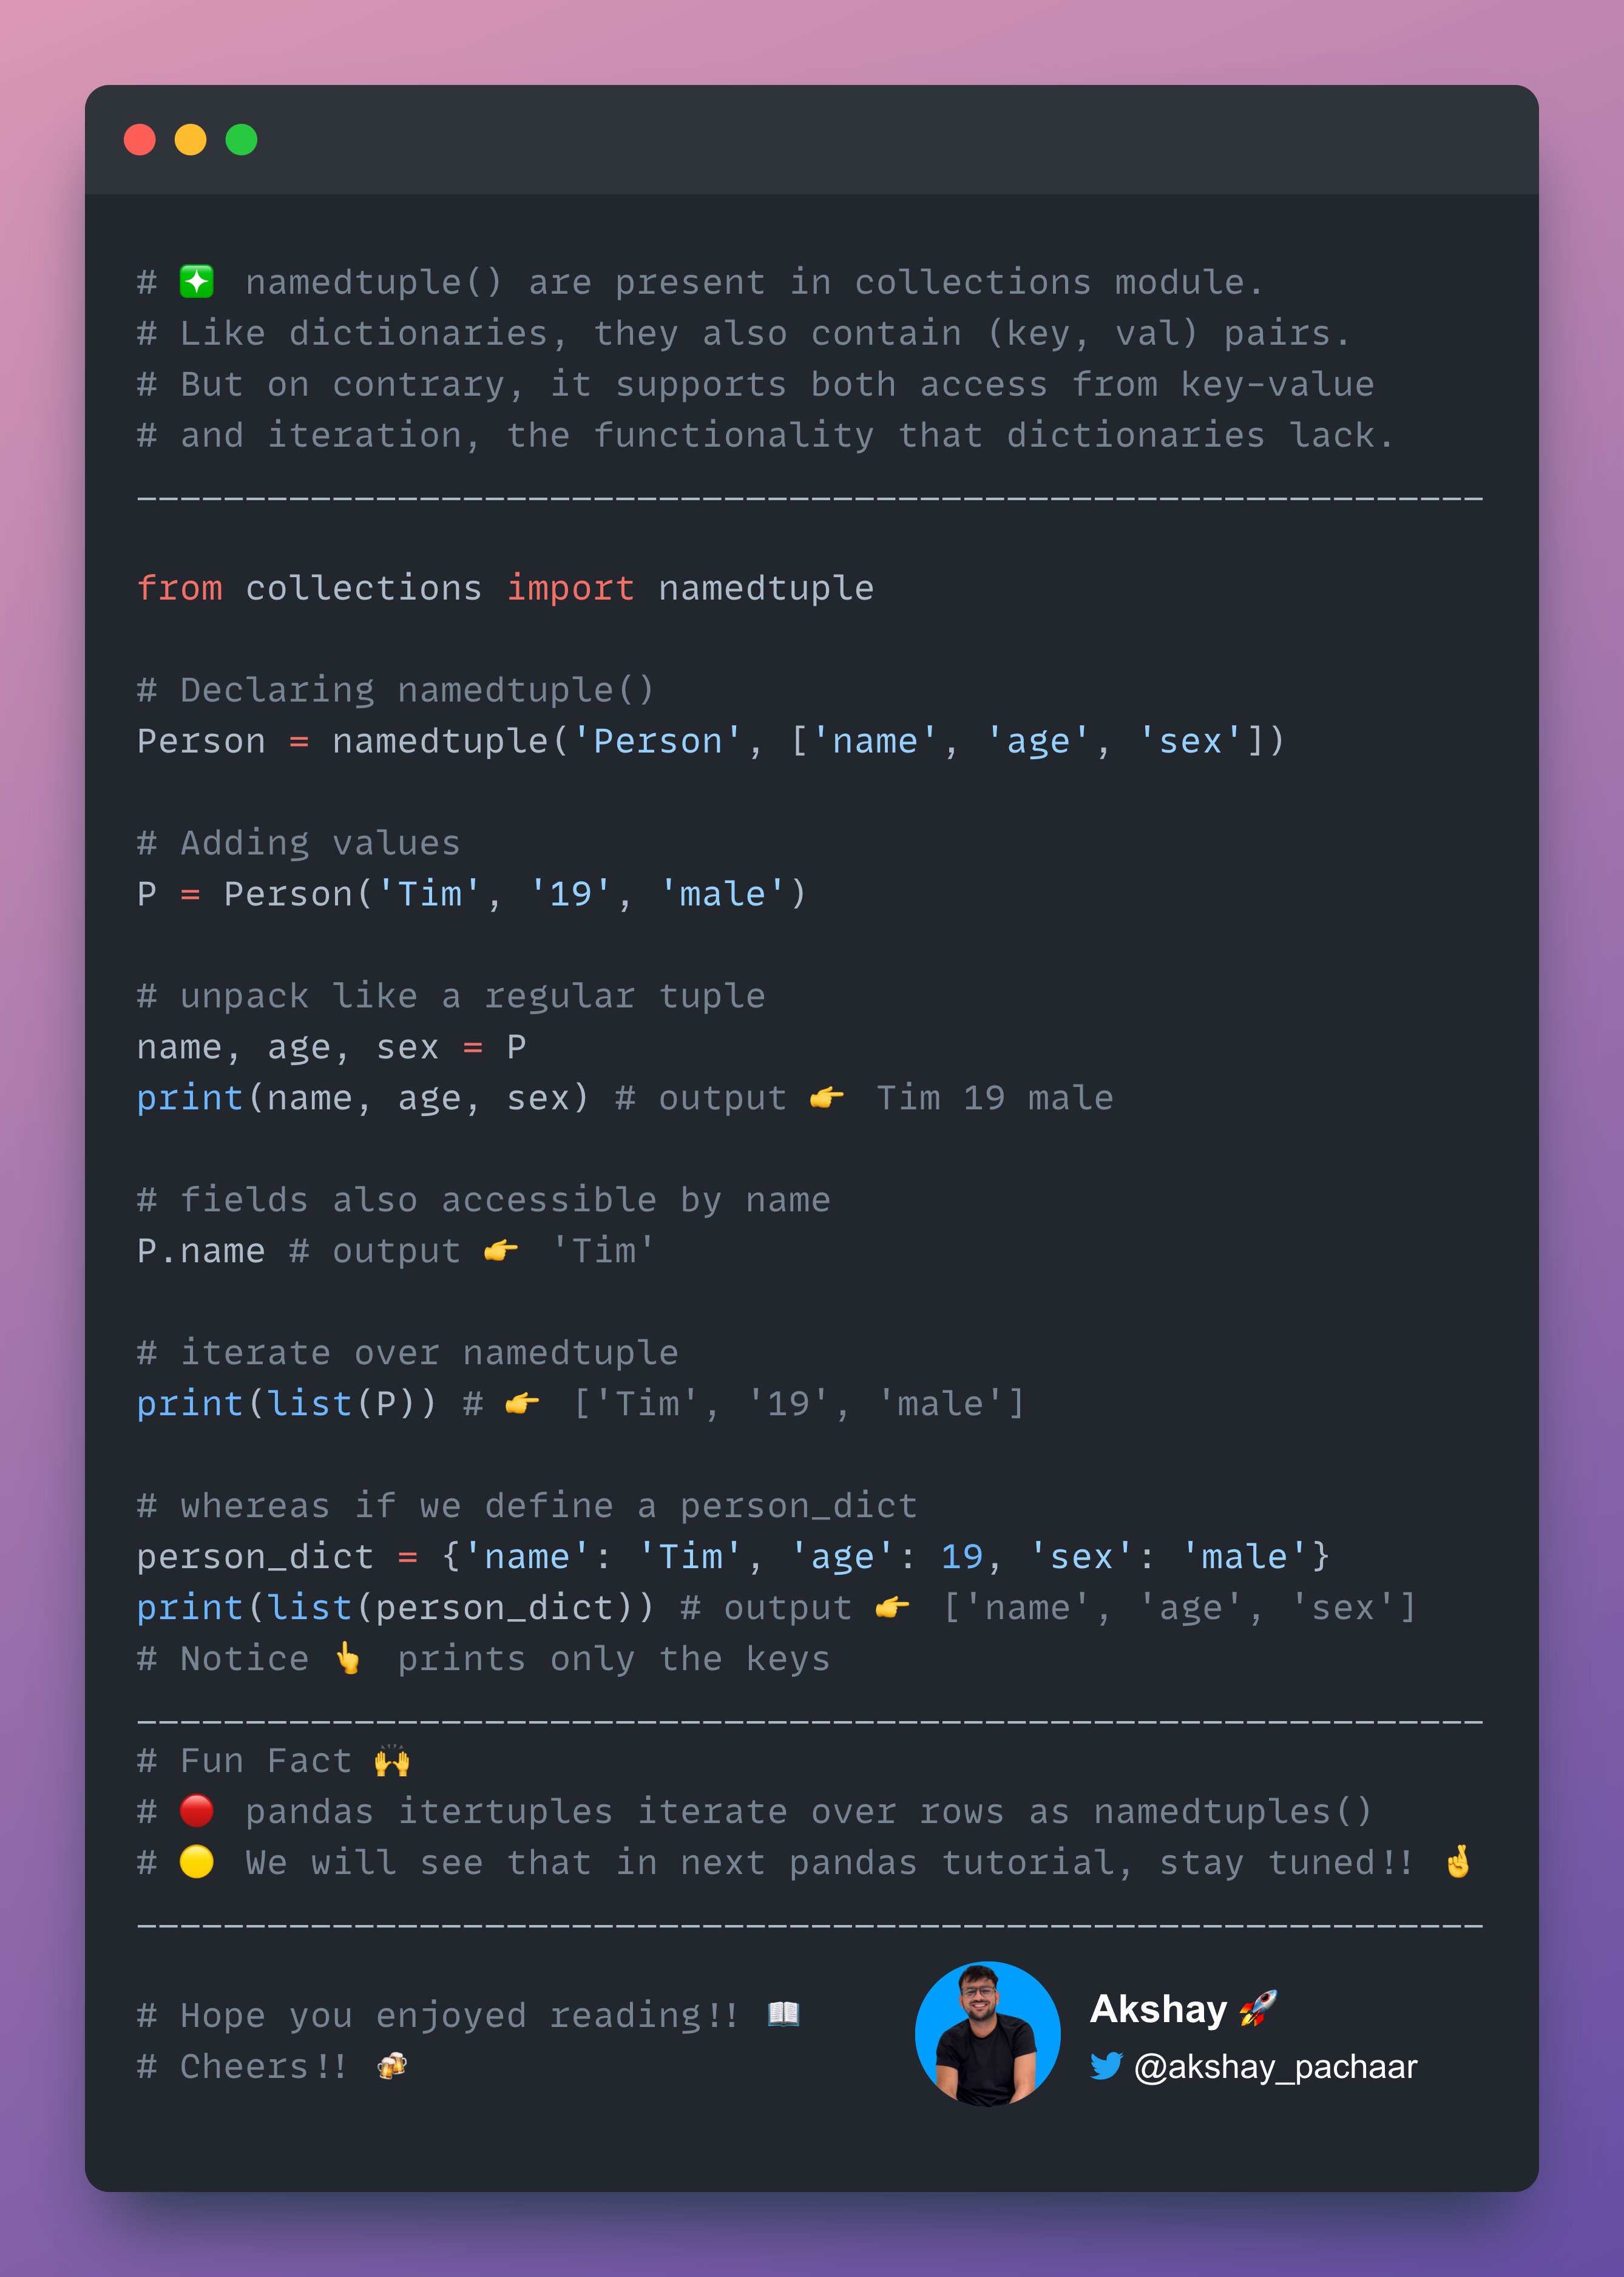 # ❇️ namedtuple() are present in collections module.
# Like dictionaries, they also contain (key, val) pairs.
# But on contrary, it supports both access from key-value
# and iteration, the functionality that dictionaries lack.
--------------------------------------------------------------
from collections import namedtuple
# Declaring namedtuple()
Person = namedtuple('Person', ['name', 'age', 'sex'])
# Adding values
P = Person('Tim', '19', 'male')
# unpack like a regular tuple
name, age, sex = P
print(name, age, sex) # output 👉 Tim 19 male
# fields also accessible by name
P.name # output 👉 'Tim'
# iterate over namedtuple
print(list(P)) # 👉 ['Tim', '19', 'male']
# whereas if we define a person_dict
person_dict = {'name': 'Tim', 'age': 19, 'sex': 'male'}
print(list(person_dict)) # output 👉 ['name', 'age', 'sex']
# Notice 👆 prints only the keys
--------------------------------------------------------------
# Fun Fact 🙌
# 🔴 pandas itertuples iterate over rows as namedtuples()
# 🟡 We will see that in next pandas tutorial, stay tuned!! 🤞
--------------------------------------------------------------
# Hope you enjoyed reading!! 📖
# Cheers!! 🍻
Akshay 🚀
@akshay_pachaar